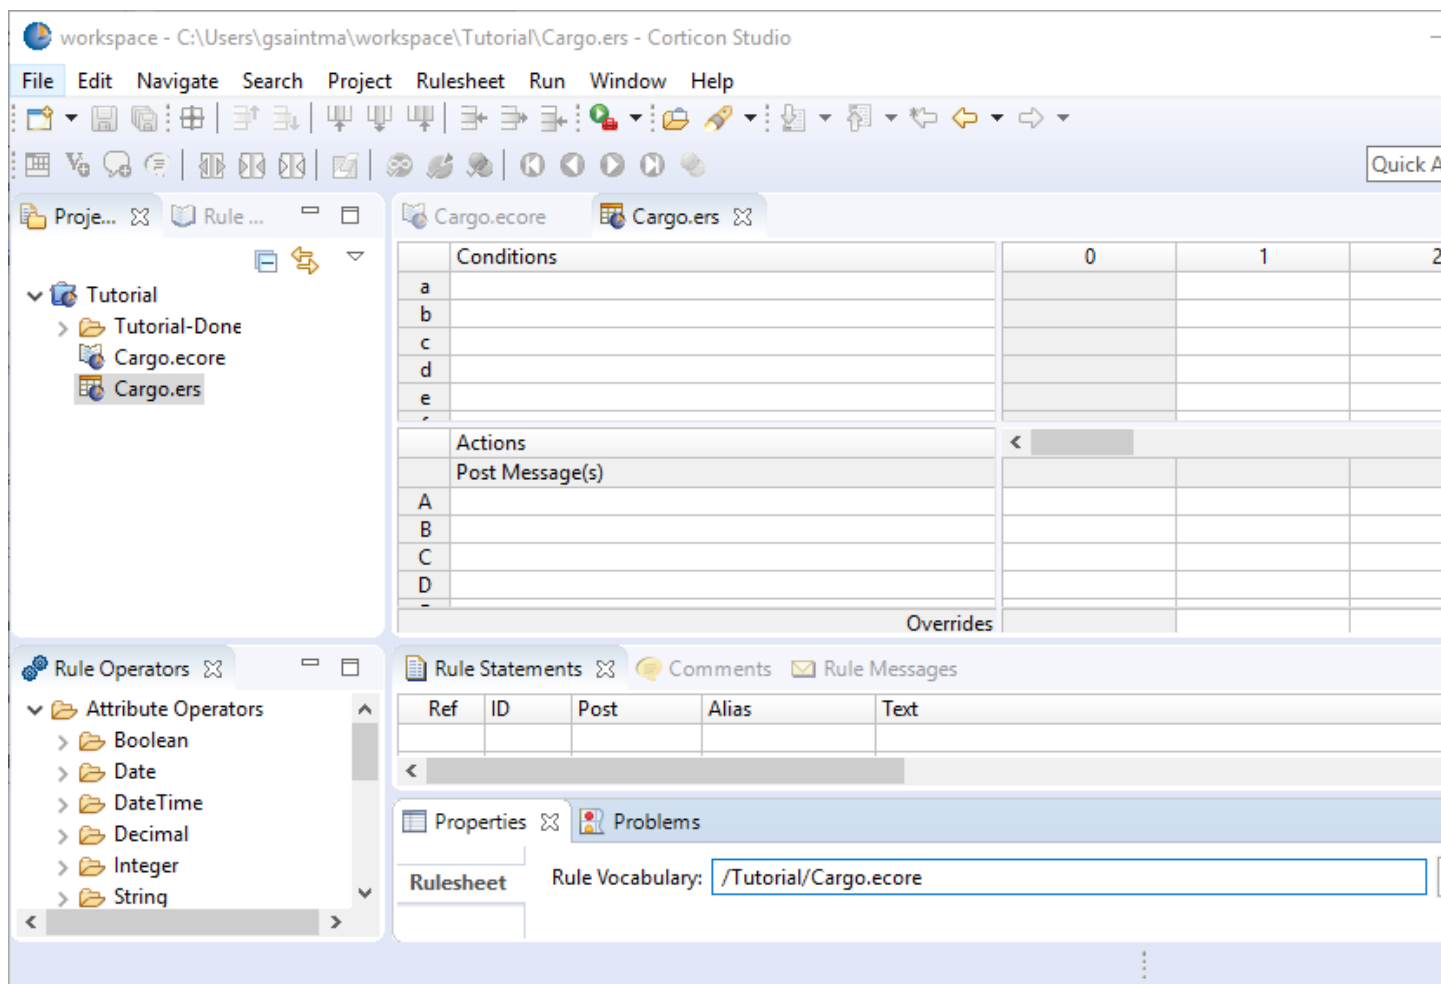 workspace - C:\Users\gsaintma\workspace\Tutorial\Cargo.ers - Corticon Studio
File Edit Navigate Search Project Rulesheet Run Window Help
Quick A
Proje... Rule ...
Cargo.ecore Cargo.ers
Conditions 0 1 2
Tutorial
Tutorial-Done
Cargo.ecore
Cargo.ers
a
b
c
d
e
Actions
Post Message(s)
A
B
C
D
Overrides
Rule Operators
Attribute Operators
Boolean
Date
DateTime
Decimal
Integer
String
Rule Statements Comments Rule Messages
Ref ID Post Alias Text
Properties Problems
Rulesheet
Rule Vocabulary: /Tutorial/Cargo.ecore